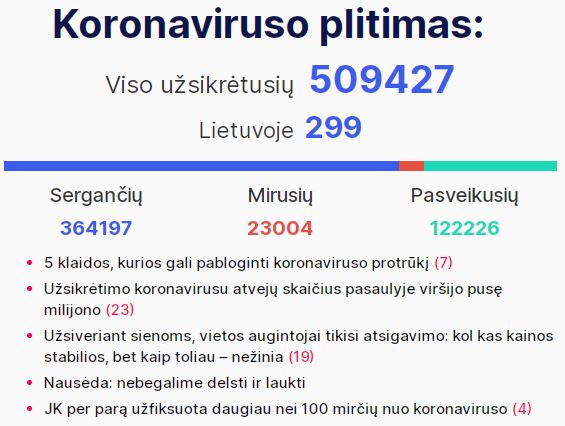 Koronaviruso plitimas:
Viso užsikrėtusių 509427
Lietuvoje 299
Sergančių Mirusių Pasveikusių
364197 23004 122226
5 klaidos, kurios gali pabloginti koronaviruso protrūkį (7)
Užsikrėtimo koronavirusu atvejų skaičius pasaulyje viršijo pusę
milijono (23)
Užsiveriant sienoms, vietos augintojai tikisi atsigavimo: kol kas kainos
stabilios, bet kaip toliau – nežinia (19)
Nausėda: nebegalime delsti ir laukti
JK per parą užfiksuota daugiau nei 100 mirčių nuo koronaviruso (4)